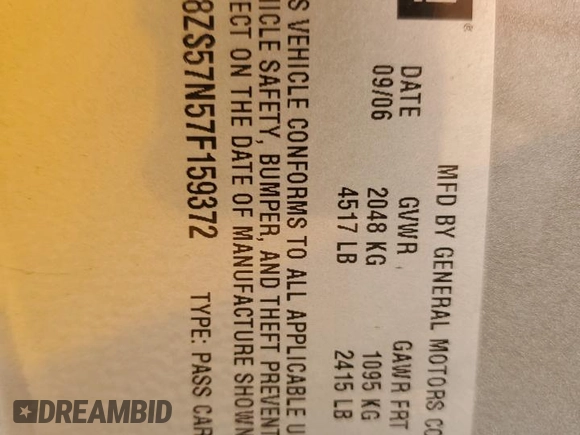 MFD BY GENERAL MOTORS CO
DATE GVWR GAWR FRT
09/06 2048 KG 1095 KG
4517 LB 2415 LB
S VEHICLE CONFORMS TO ALL APPLICABLE U
HICLE SAFETY, BUMPER, AND THEFT PREVENT
ECT ON THE DATE OF MANUFACTURE SHOWN
8ZS57N57F159372 TYPE: PASS CAR
DREAMBID